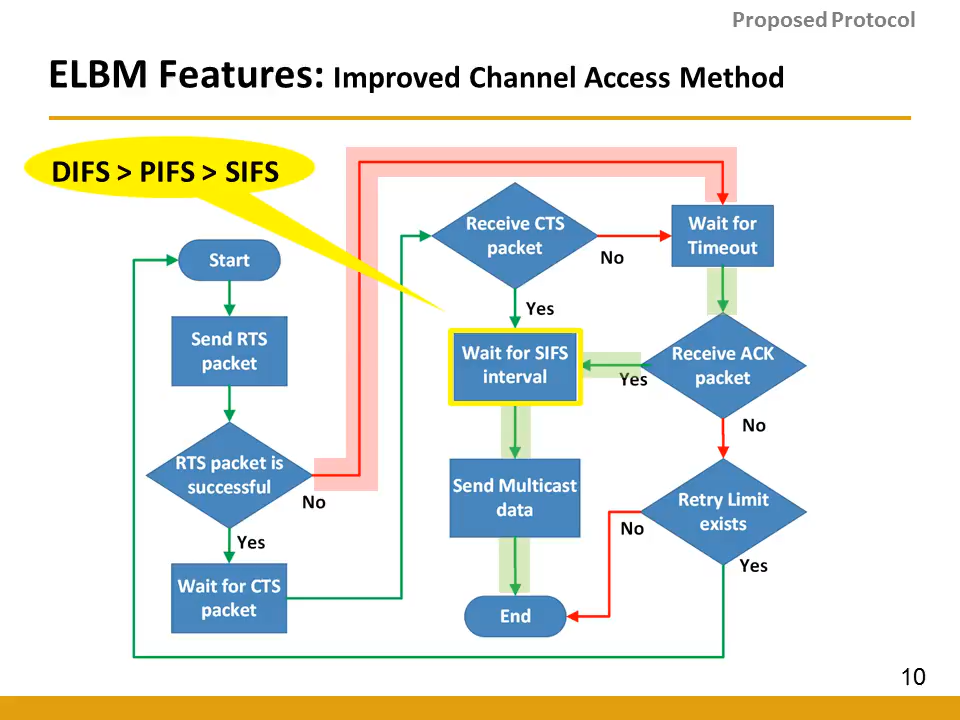 Proposed Protocol
ELBM Features: Improved Channel Access Method
DIFS > PIFS > SIFS
Start
Send RTS
packet
RTS packet is
successful
No
Yes
Wait for CTS
packet
Receive CTS
packet
No
Yes
Wait for
Timeout
Wait for SIFS
interval
Receive ACK
packet
Yes
No
Send Multicast
data
Retry Limit
exists
No
Yes
End
10